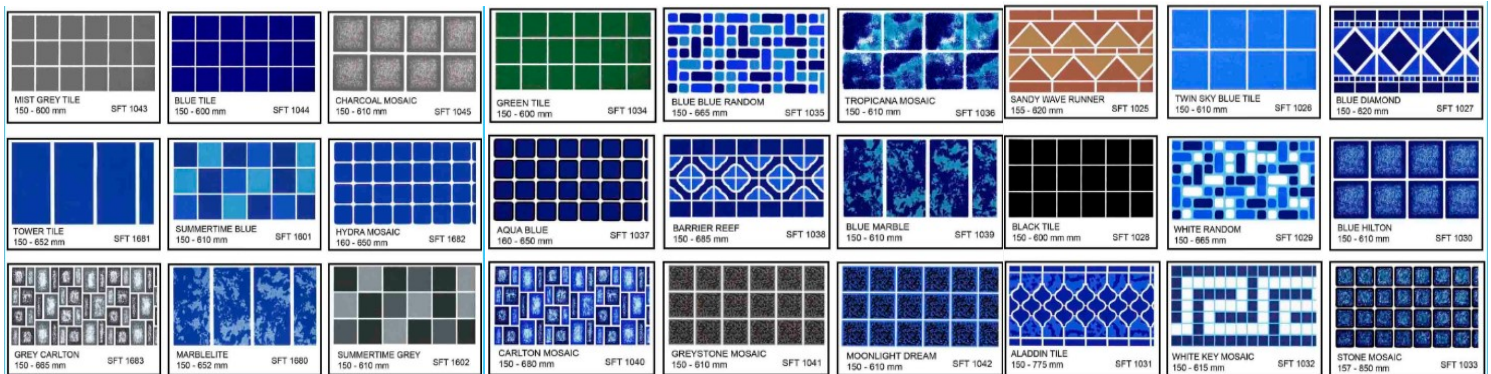 MIST GREY TILE
150 - 600 mm SFT 1043
BLUE TILE
150 - 600 mm SFT 1044
CHARCOAL MOSAIC
150 - 610 mm SFT 1045
GREEN TILE
150 - 600 mm SFT 1034
BLUE BLUE RANDOM
150 - 665 mm SFT 1035
TROPICANA MOSAIC
150 - 610 mm SFT 1036
SANDY WAVE RUNNER
155 - 620 mm SFT 1025
TWIN SKY BLUE TILE
150 - 610 mm SFT 1026
BLUE DIAMOND
150 - 620 mm SFT 1027
TOWER TILE
150 - 652 mm SFT 1681
SUMMERTIME BLUE
150 - 610 mm SFT 1601
HYDRA MOSAIC
160 - 650 mm SFT 1682
AQUA BLUE
160 - 650 mm SFT 1037
BARRIER REEF
150 - 685 mm SFT 1038
BLUE MARBLE
150 - 610 mm SFT 1039
BLACK TILE
150 - 600 mm mm SFT 1028
WHITE RANDOM
150 - 665 mm SFT 1029
BLUE HILTON
150 - 610 mm SFT 1030
GREY CARLTON
150 - 665 mm SFT 1683
MARBLELITE
150 - 652 mm SFT 1680
SUMMERTIME GREY
150 - 610 mm SFT 1602
CARLTON MOSAIC
150 - 680 mm SFT 1040
GREYSTONE MOSAIC
150 - 610 mm SFT 1041
MOONLIGHT DREAM
150 - 610 mm SFT 1042
ALADDIN TILE
150 - 775 mm SFT 1031
WHITE KEY MOSAIC
150 - 615 mm SFT 1032
STONE MOSAIC
157 - 850 mm SFT 1033